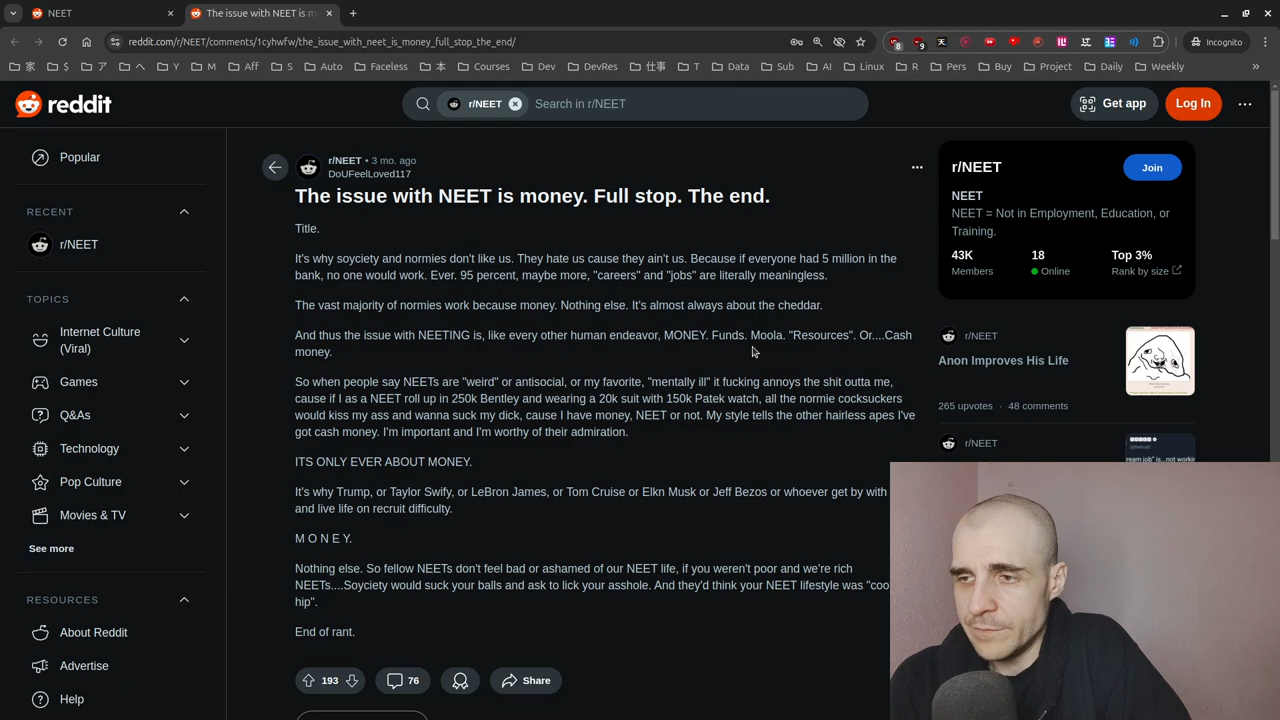 NEET
The issue with NEET is m
reddit.com/r/NEET/comments/1cyhwfw/the_issue_with_neet_is_money_full_stop_the_end/
8
9
Incognito
家 $ ア へ Y M Aff S Auto Faceless 本 Courses Dev DevRes 仕事 T Data Sub AI Linux R Pers Buy Project Daily Weekly
reddit
r/NEET
Search in r/NEET
Get app
Log In
Popular
RECENT
r/NEET
TOPICS
Internet Culture
(Viral)
Games
Q&As
Technology
Pop Culture
Movies & TV
See more
RESOURCES
About Reddit
Advertise
Help
r/NEET • 3 mo. ago
DoUFeelLoved117
The issue with NEET is money. Full stop. The end.
Title.
It's why soyciety and normies don't like us. They hate us cause they ain't us. Because if everyone had 5 million in the
bank, no one would work. Ever. 95 percent, maybe more, "careers" and "jobs" are literally meaningless.
The vast majority of normies work because money. Nothing else. It's almost always about the cheddar.
And thus the issue with NEETING is, like every other human endeavor, MONEY. Funds. Moola. "Resources". Or....Cash
money.
So when people say NEETs are "weird" or antisocial, or my favorite, "mentally ill" it fucking annoys the shit outta me,
cause if I as a NEET roll up in 250k Bentley and wearing a 20k suit with 150k Patek watch, all the normie cocksuckers
would kiss my ass and wanna suck my dick, cause I have money, NEET or not. My style tells the other hairless apes I've
got cash money. I'm important and I'm worthy of their admiration.
ITS ONLY EVER ABOUT MONEY.
It's why Trump, or Taylor Swify, or LeBron James, or Tom Cruise or Elkn Musk or Jeff Bezos or whoever get by with
and live life on recruit difficulty.
M O N E Y.
Nothing else. So fellow NEETs don't feel bad or ashamed of our NEET life, if you weren't poor and we're rich
NEETs....Soyciety would suck your balls and ask to lick your asshole. And they'd think your NEET lifestyle was "coo
hip".
End of rant.
193
76
Share
r/NEET
Join
NEET
NEET = Not in Employment, Education, or
Training.
43K 18 Top 3%
Members Online Rank by size
r/NEET
Anon Improves His Life
265 upvotes • 48 comments
r/NEET